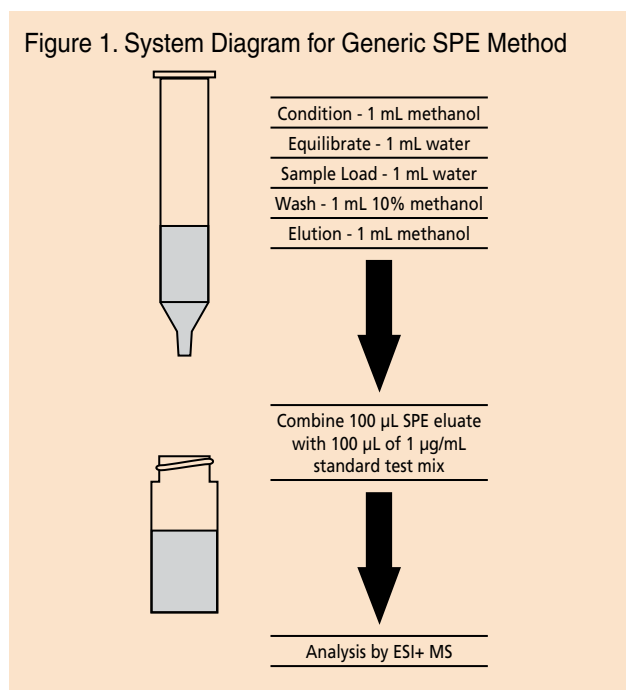 Figure 1. System Diagram for Generic SPE Method
Condition - 1 mL methanol
Equilibrate - 1 mL water
Sample Load - 1 mL water
Wash - 1 mL 10% methanol
Elution - 1 mL methanol
Combine 100 µL SPE eluate
with 100 µL of 1 µg/mL
standard test mix
Analysis by ESI+ MS